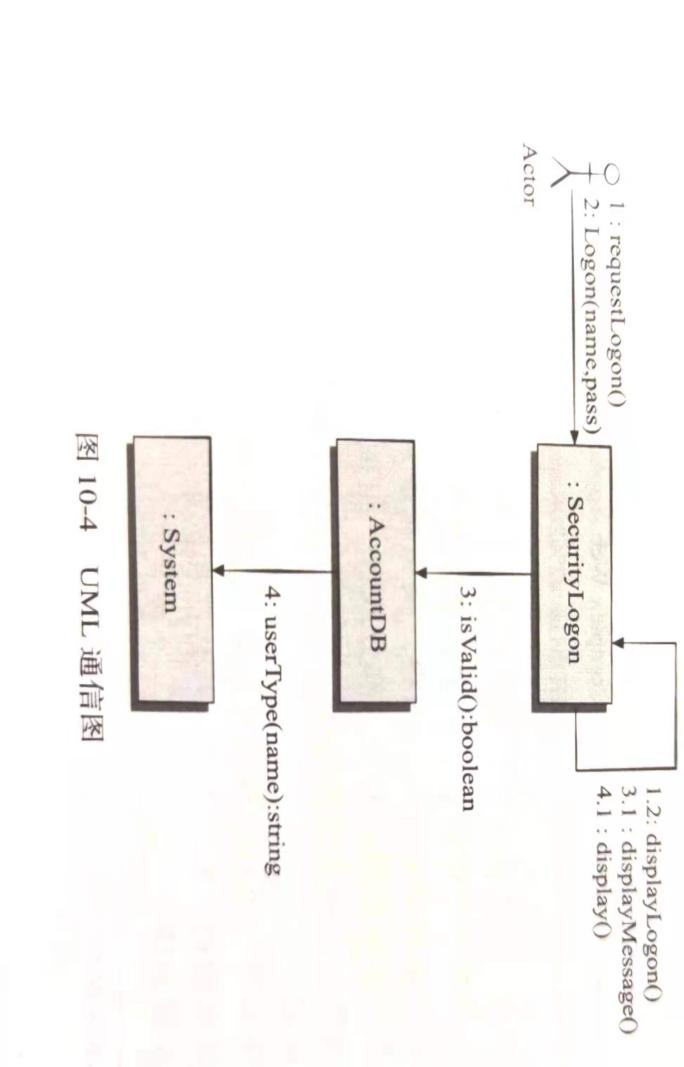 1 : requestLogon()
2: Logon(name,pass)
Actor
: SecurityLogon
1.2: displayLogon()
3.1 : displayMessage()
4.1 : display()
3: isValid():boolean
: AccountDB
4: userType(name):string
: System
图 10-4 UML 通信图